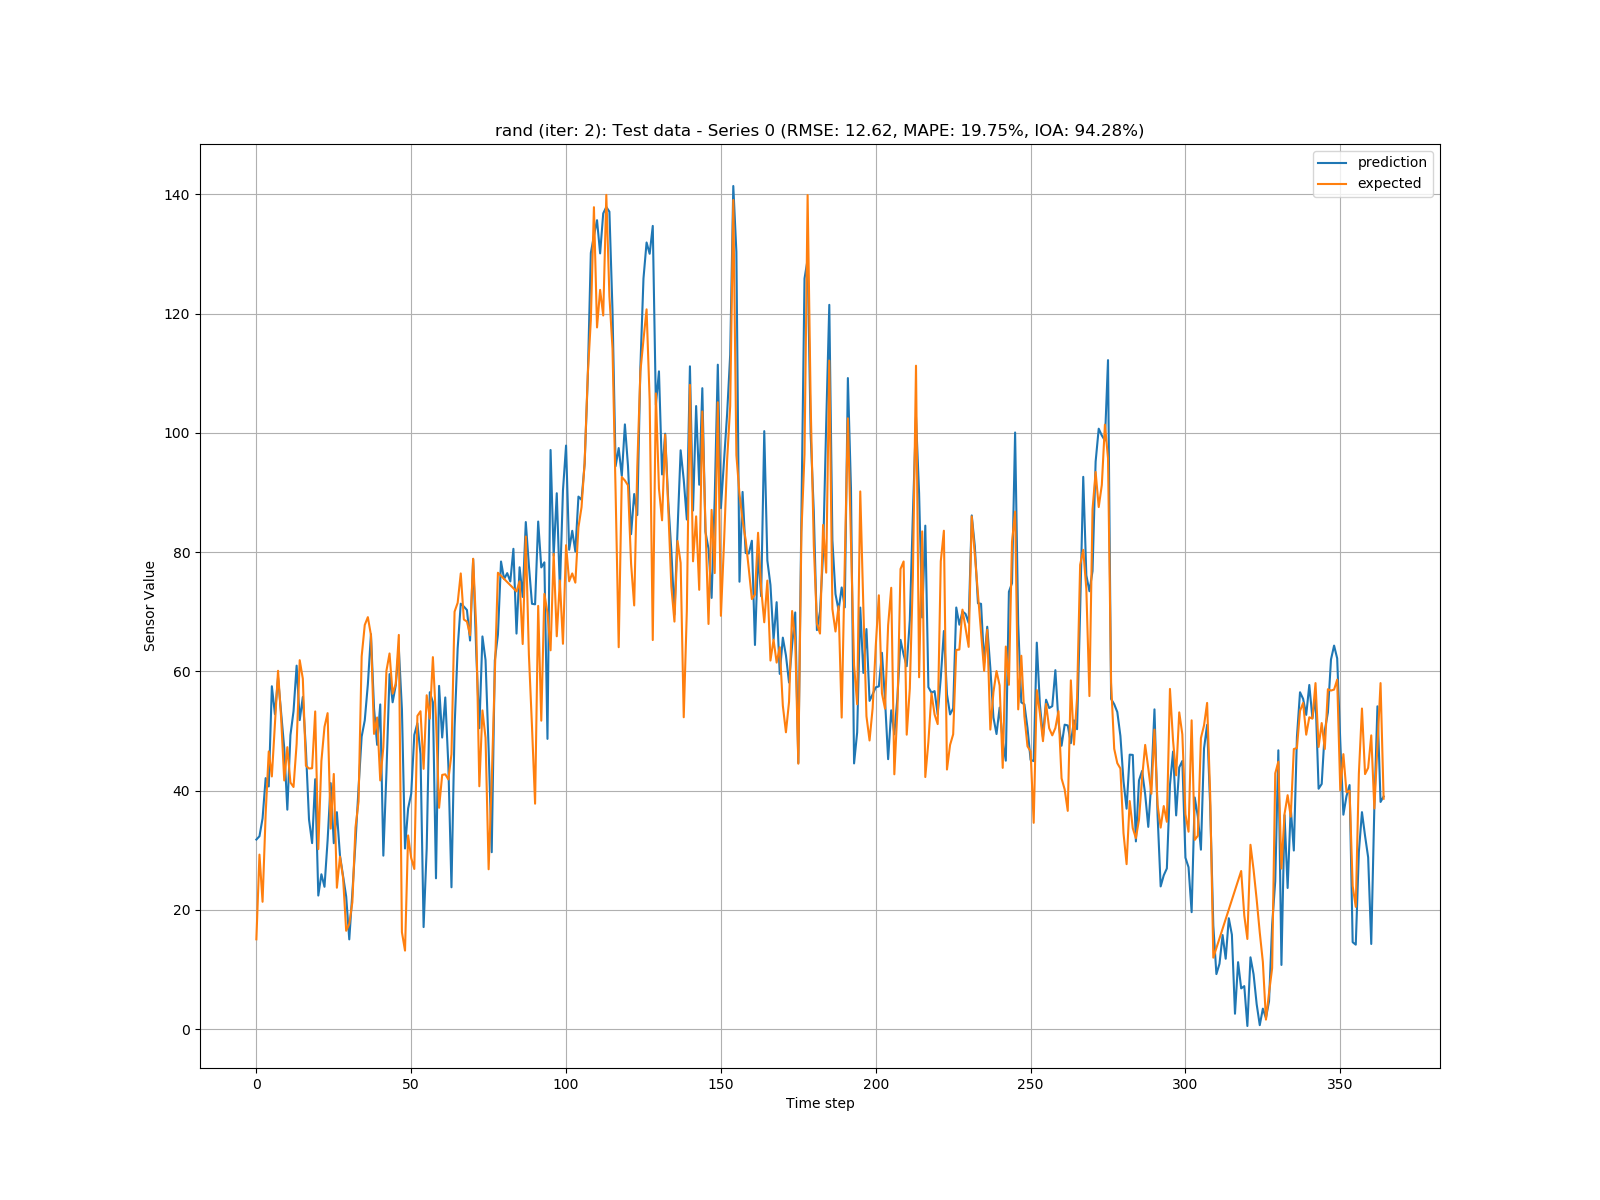 rand (iter: 2): Test data - Series 0 (RMSE: 12.62, MAPE: 19.75%, IOA: 94.28%)
prediction
expected
140
120
100
80
60
40
20
0
Sensor Value
0 50 100 150 200 250 300 350
Time step